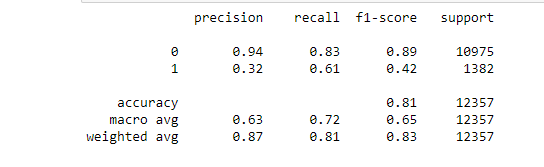 precision recall f1-score support
0 0.94 0.83 0.89 10975
1 0.32 0.61 0.42 1382
accuracy 0.81 12357
macro avg 0.63 0.72 0.65 12357
weighted avg 0.87 0.81 0.83 12357